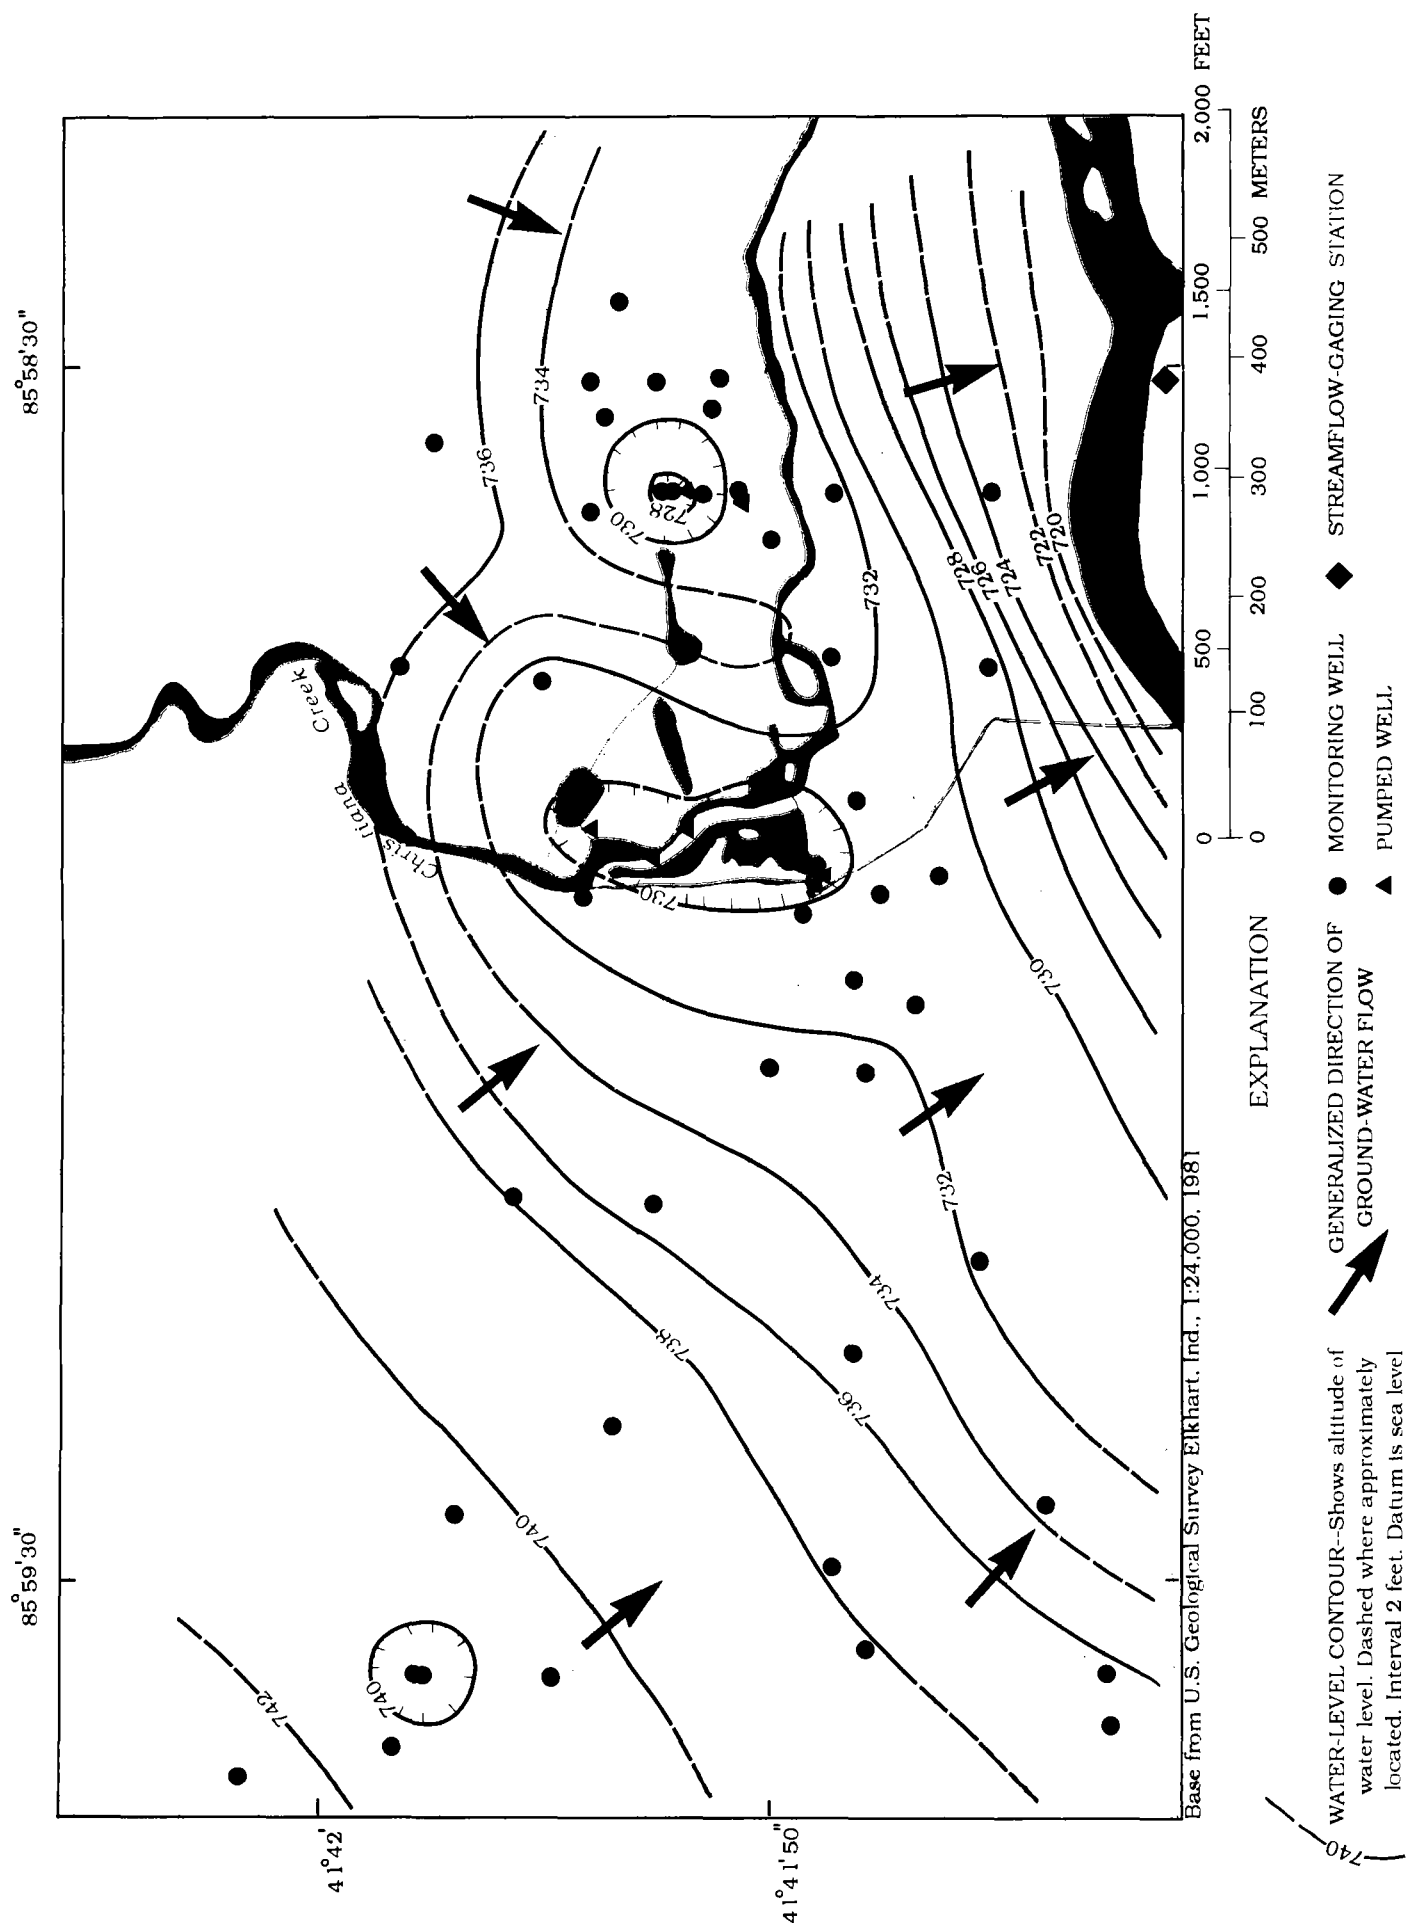 85°59'30"
85°58'30"
41°42'
41°41'50"
Christiana
Creek
742
740
740
738
736
734
732
730
730
736
734
730
728
732
728
726
724
722
720
Base from U.S. Geological Survey Elkhart, Ind., 1:24,000, 1981
0 500 1,000 1,500 2,000 FEET
0 100 200 300 400 500 METERS
EXPLANATION
740
WATER-LEVEL CONTOUR--Shows altitude of
water level. Dashed where approximately
located. Interval 2 feet. Datum is sea level
GENERALIZED DIRECTION OF
GROUND-WATER FLOW
MONITORING WELL
PUMPED WELL
STREAMFLOW-GAGING STATION